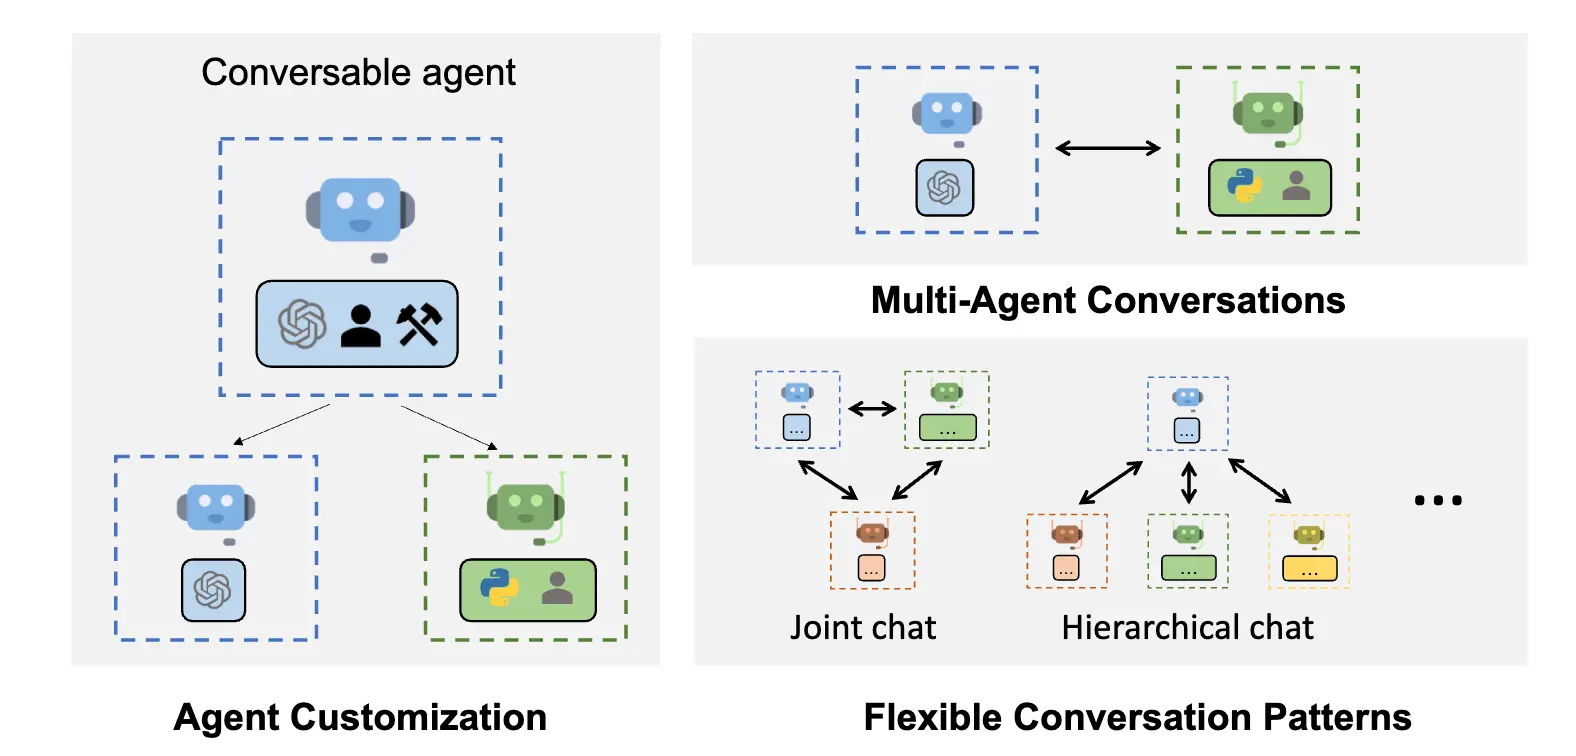 Conversable agent
Agent Customization
Multi-Agent Conversations
...
...
...
...
...
...
...
...
Joint chat
Hierarchical chat
Flexible Conversation Patterns